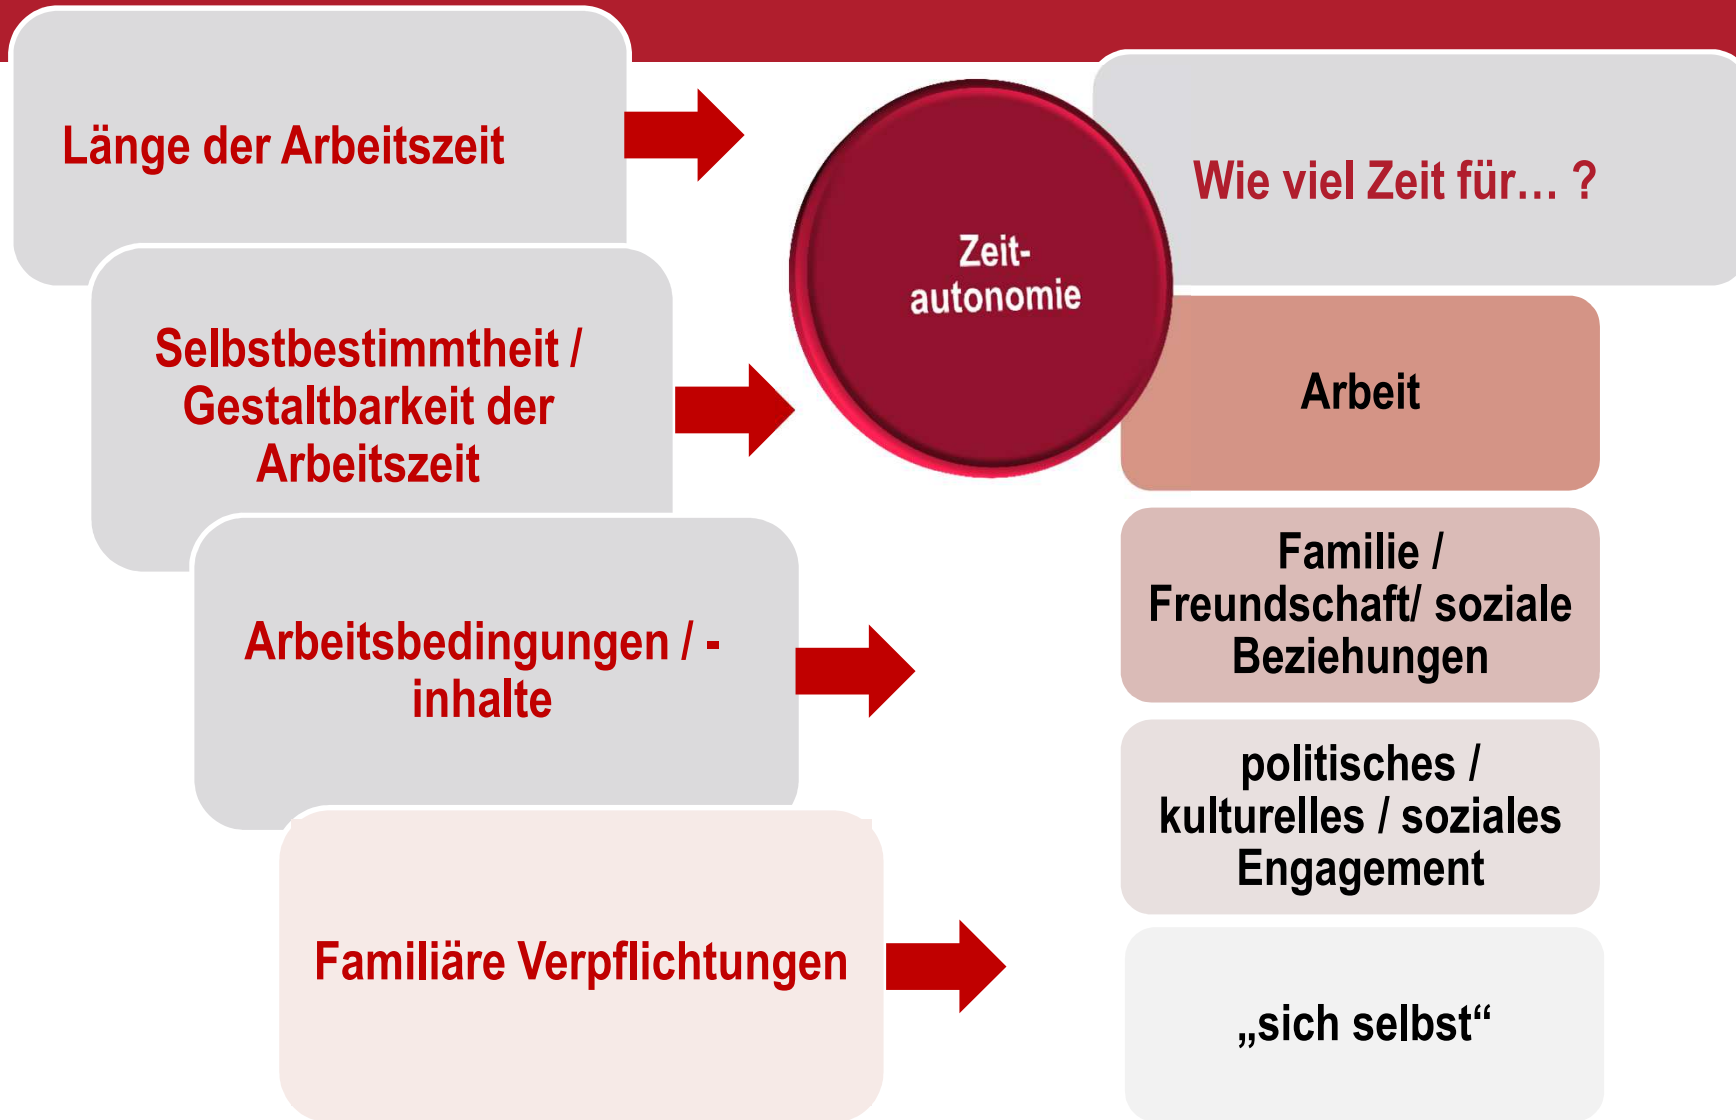 Länge der Arbeitszeit
Selbstbestimmtheit /
Gestaltbarkeit der
Arbeitszeit
Arbeitsbedingungen / -
inhalte
Familiäre Verpflichtungen
Zeit-
autonomie
Wie viel Zeit für… ?
Arbeit
Familie /
Freundschaft/ soziale
Beziehungen
politisches /
kulturelles / soziales
Engagement
„sich selbst“